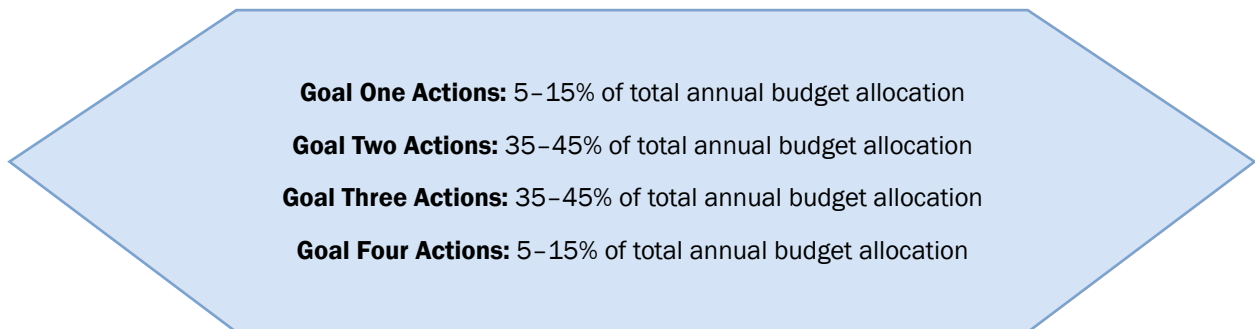 Goal One Actions: 5–15% of total annual budget allocation
Goal Two Actions: 35–45% of total annual budget allocation
Goal Three Actions: 35–45% of total annual budget allocation
Goal Four Actions: 5–15% of total annual budget allocation